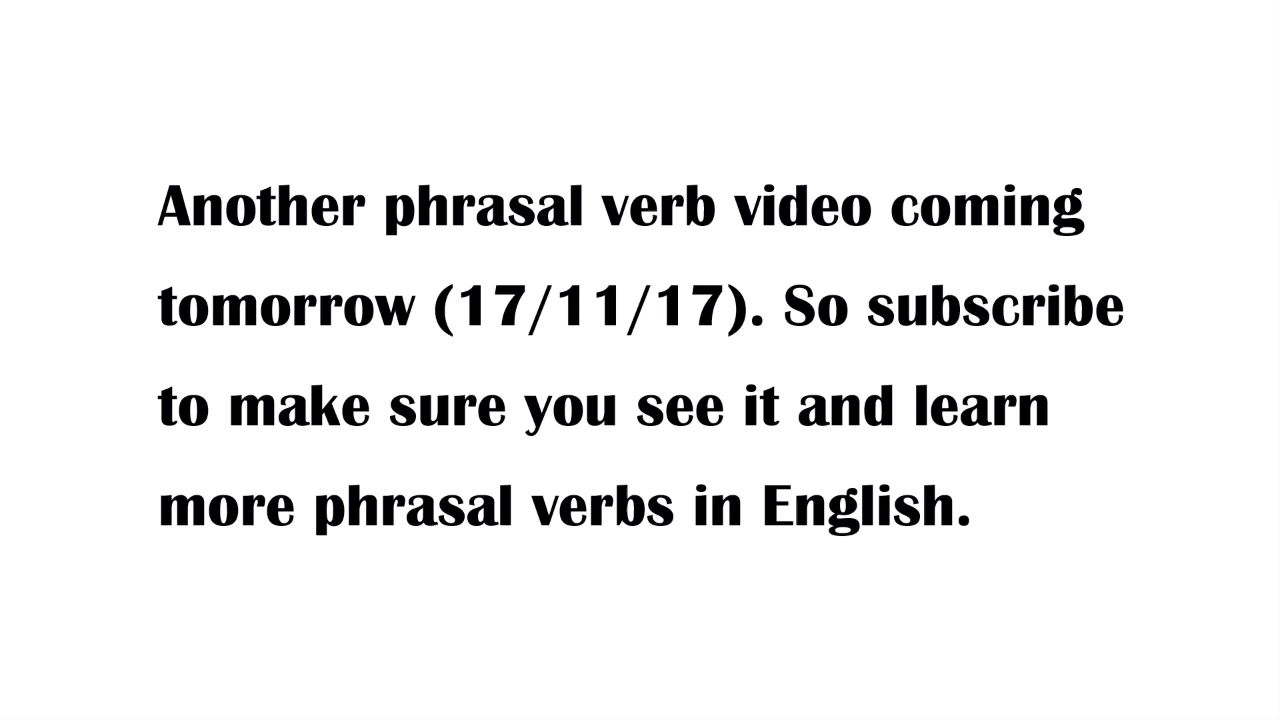 Another phrasal verb video coming
tomorrow (17/11/17). So subscribe
to make sure you see it and learn
more phrasal verbs in English.